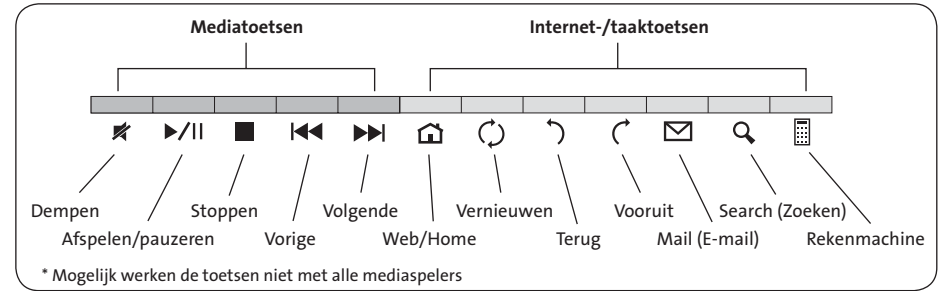 Mediatoetsen Internet-/taaktoetsen
Dempen Stoppen Volgende Vernieuwen Vooruit Search (Zoeken)
Afspelen/pauzeren Vorige Web/Home Terug Mail (E-mail) Rekenmachine
* Mogelijk werken de toetsen niet met alle mediaspelers